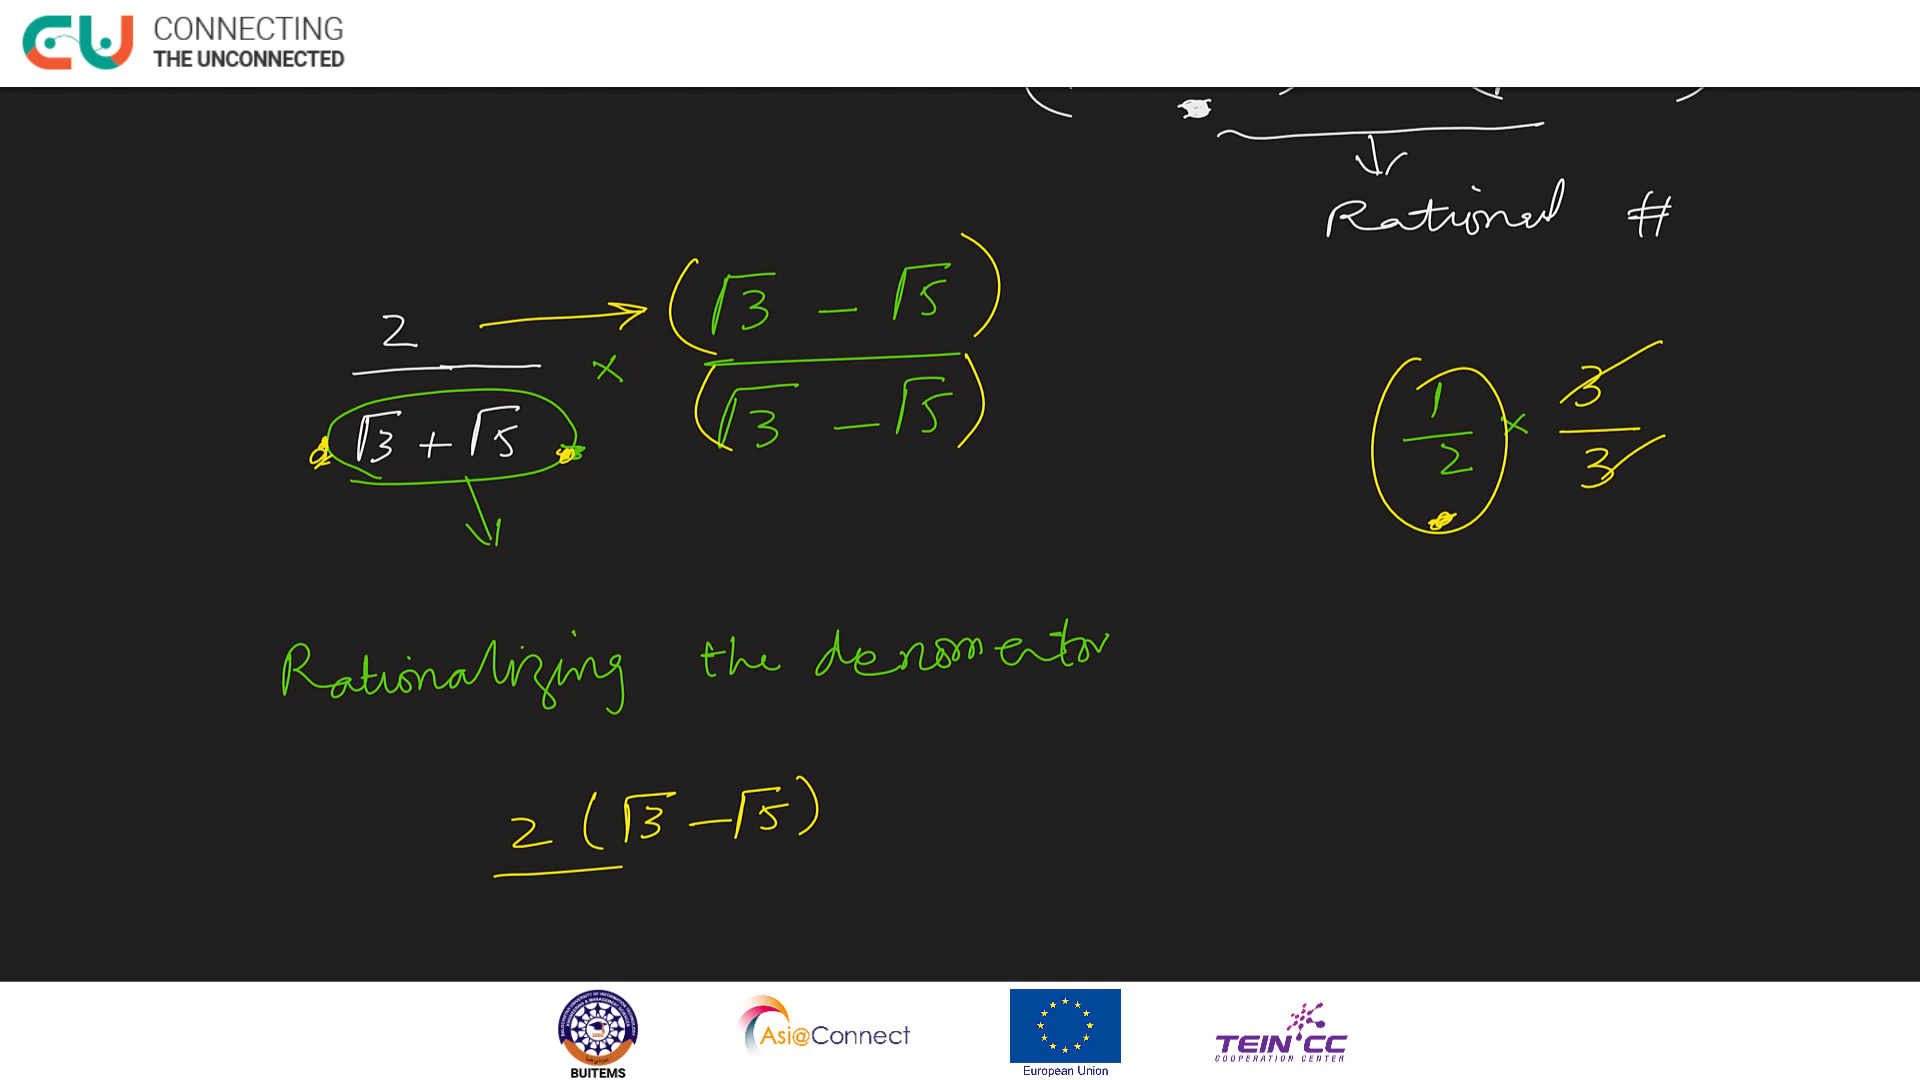 CONNECTING
THE UNCONNECTED
Rational #
2 / (√3 + √5) × (√3 − √5) / (√3 − √5)
1/2 × 3/3
Rationalizing the denomentor
2 (√3 − √5)
BUITEMS
Asi@Connect
European Union
TEIN*CC
COOPERATION CENTER